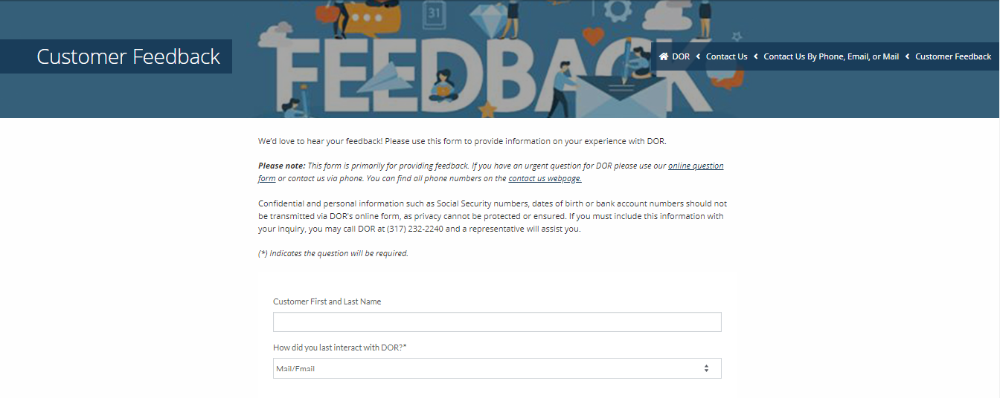 31
FEEDBACK
Customer Feedback
DOR
Contact Us
Contact Us By Phone, Email, or Mail
Customer Feedback
We'd love to hear your feedback! Please use this form to provide information on your experience with DOR.
Please note: This form is primarily for providing feedback. If you have an urgent question for DOR please use our online question
form or contact us via phone. You can find all phone numbers on the contact us webpage.
Confidential and personal information such as Social Security numbers, dates of birth or bank account numbers should not
be transmitted via DOR's online form, as privacy cannot be protected or ensured. If you must include this information with
your inquiry, you may call DOR at (317) 232-2240 and a representative will assist you.
(*) Indicates the question will be required.
Customer First and Last Name
How did you last interact with DOR?*
Mail/Email